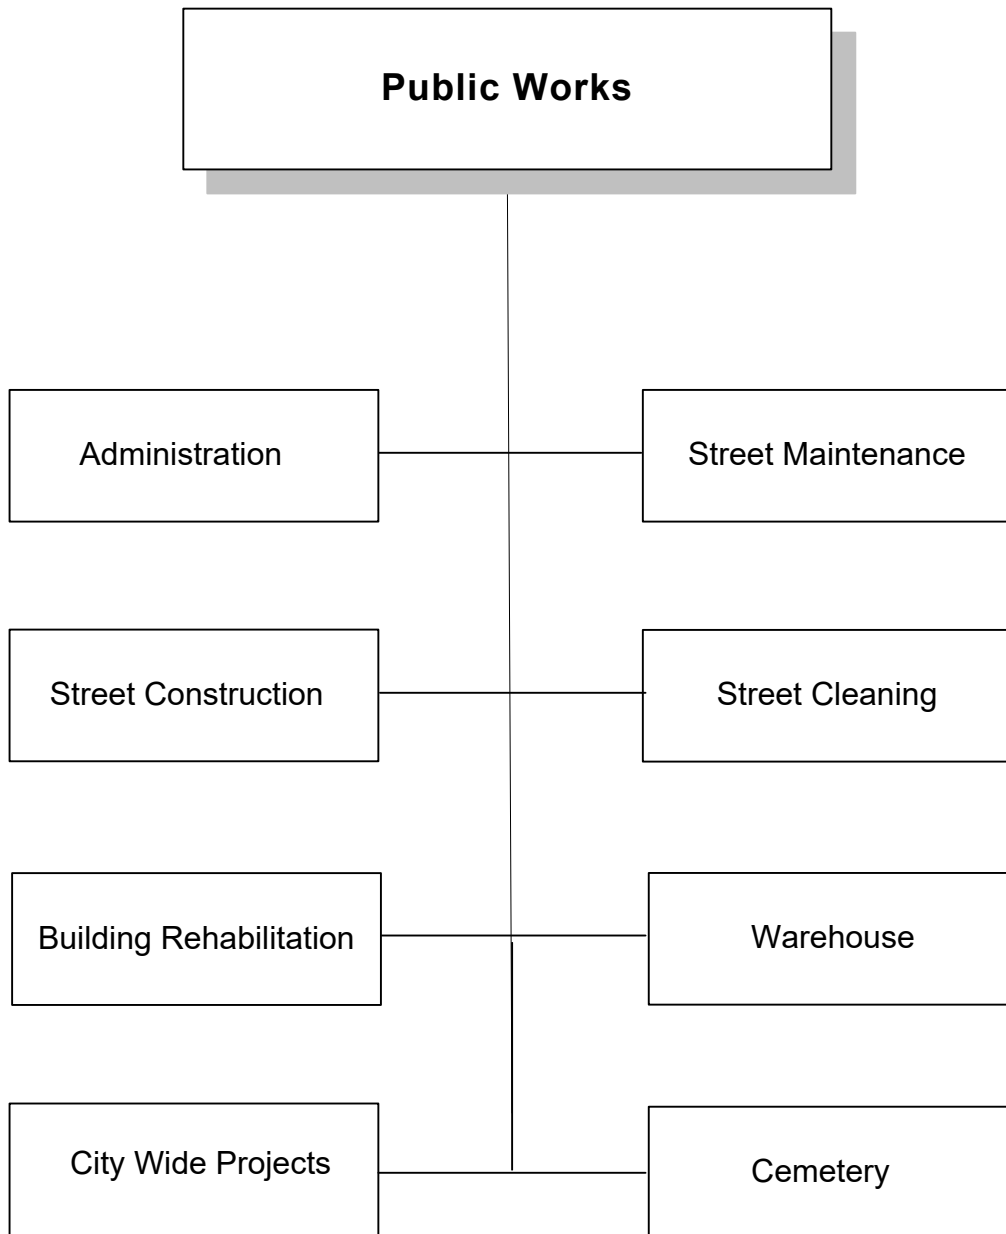 Public Works
Administration
Street Maintenance
Street Construction
Street Cleaning
Building Rehabilitation
Warehouse
City Wide Projects
Cemetery